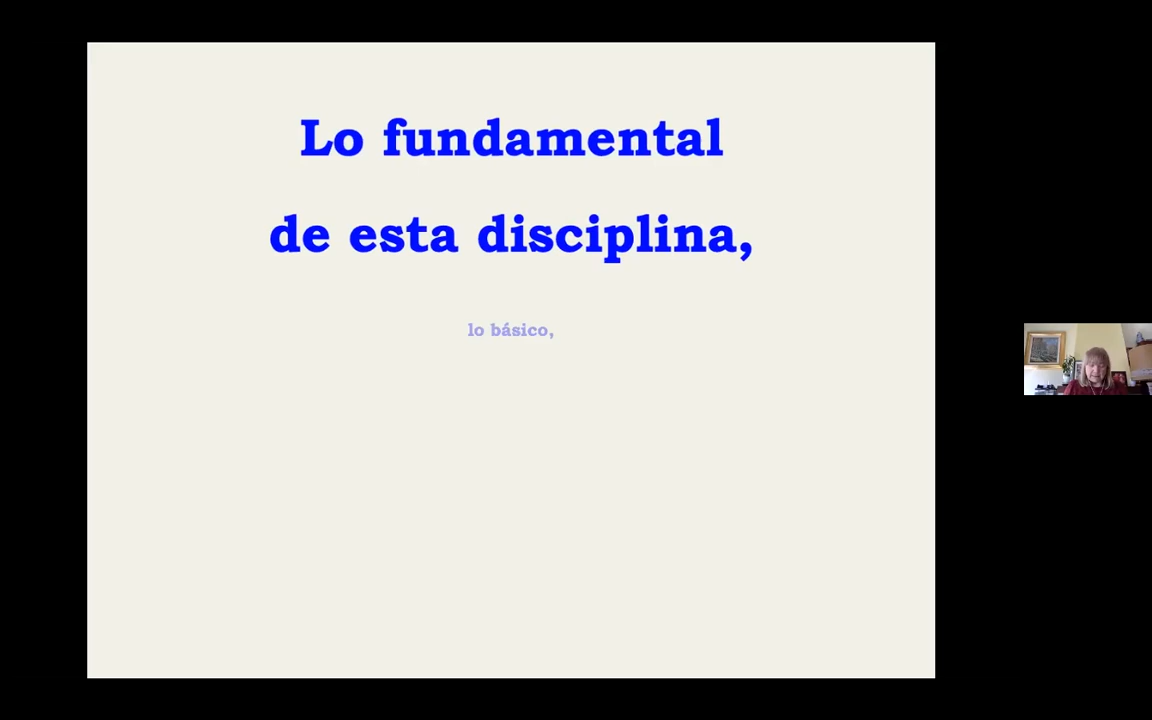 Lo fundamental
de esta disciplina,
lo básico,